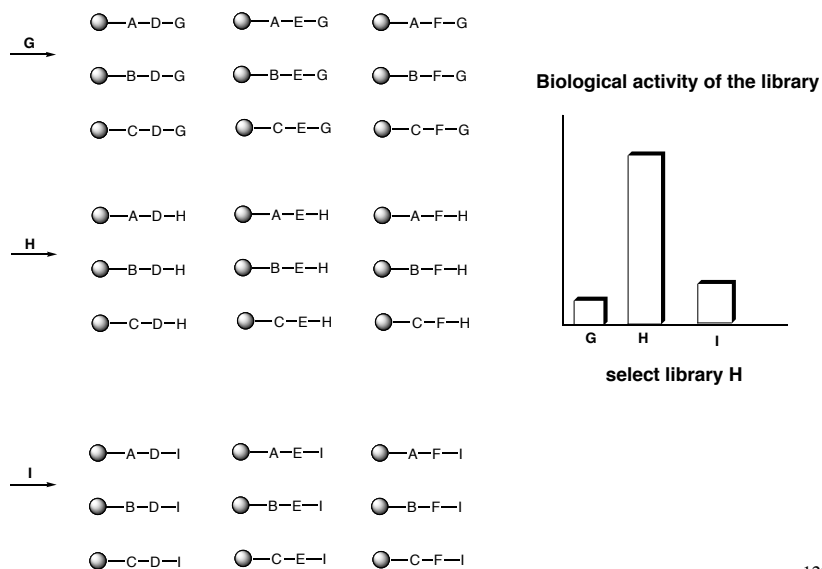 G
A–D–G A–E–G A–F–G
B–D–G B–E–G B–F–G
C–D–G C–E–G C–F–G
H
A–D–H A–E–H A–F–H
B–D–H B–E–H B–F–H
C–D–H C–E–H C–F–H
I
A–D–I A–E–I A–F–I
B–D–I B–E–I B–F–I
C–D–I C–E–I C–F–I
Biological activity of the library
G H I
select library H